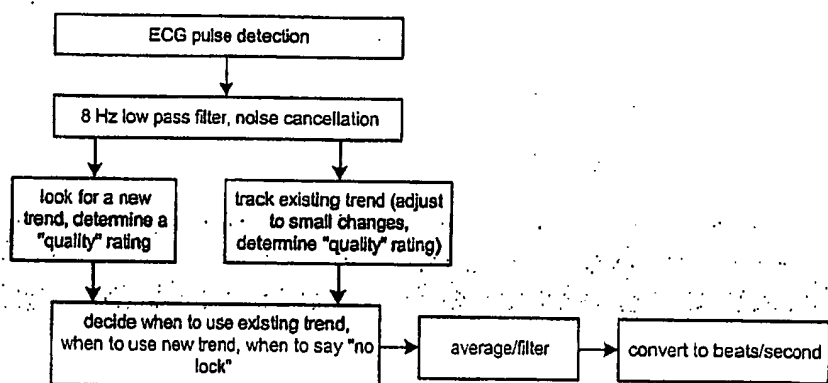 ECG pulse detection
8 Hz low pass filter, noise cancellation
look for a new
trend, determine a
"quality" rating
track existing trend (adjust
to small changes,
determine "quality" rating)
decide when to use existing trend,
when to use new trend, when to say "no
lock"
average/filter
convert to beats/second